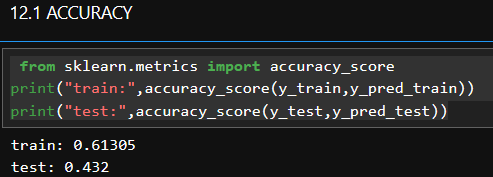 12.1 ACCURACY
from sklearn.metrics import accuracy_score
print("train:",accuracy_score(y_train,y_pred_train))
print("test:",accuracy_score(y_test,y_pred_test))
train: 0.61305
test: 0.432